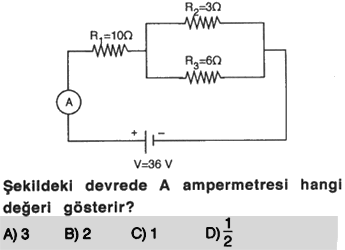 R₂=3Ω
R₁=10Ω
R₃=6Ω
A
+ −
V=36 V
Şekildeki devrede A ampermetresi hangi
değeri gösterir?
A) 3 B) 2 C) 1 D) 1/2